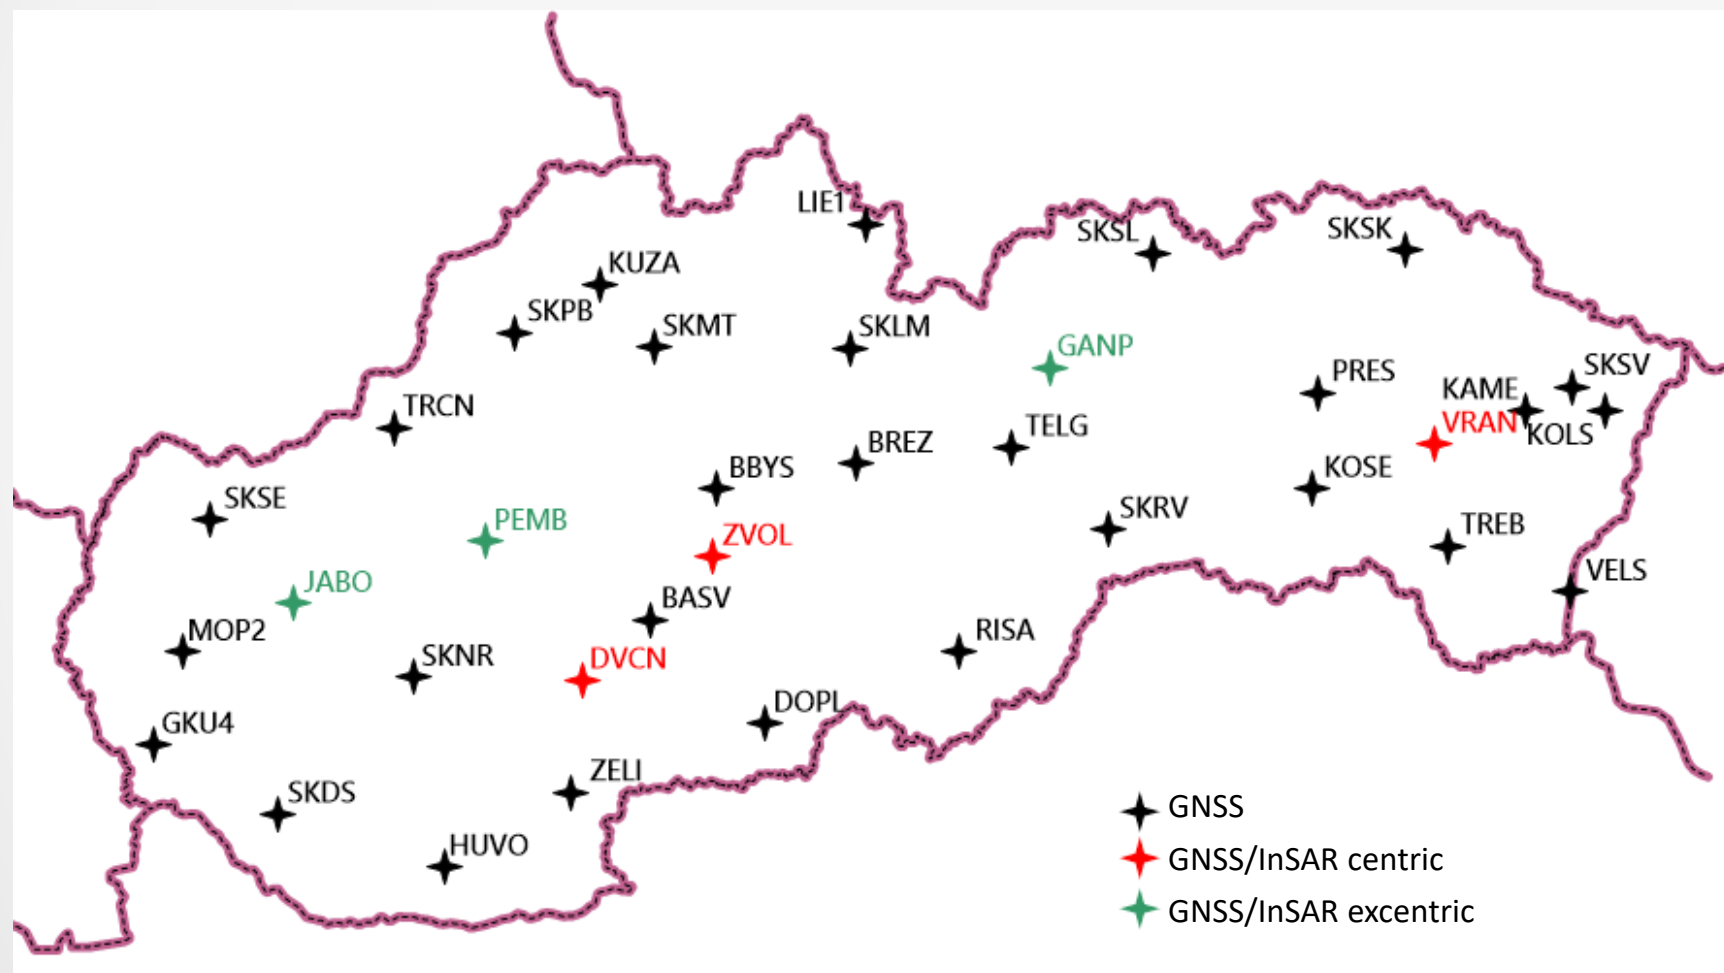 LIE1
SKSL
SKSK
KUZA
SKPB
SKMT
SKLM
GANP
PRES
SKSV
KAME
TRCN
VRAN
KOLS
TELG
BREZ
BBYS
KOSE
SKSE
PEMB
SKRV
TREB
ZVOL
JABO
VELS
BASV
MOP2
RISA
SKNR
DVCN
DOPL
GKU4
ZELI
SKDS
HUVO
GNSS
GNSS/InSAR centric
GNSS/InSAR excentric